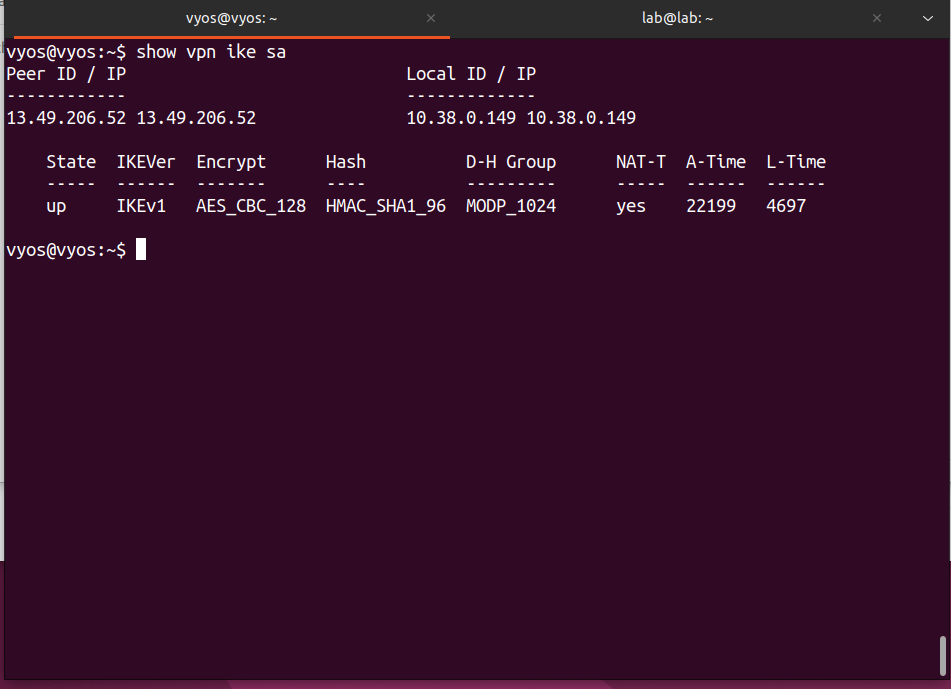 vyos@vyos: ~ lab@lab: ~
vyos@vyos:~$ show vpn ike sa
Peer ID / IP                            Local ID / IP
------------                            -------------
13.49.206.52 13.49.206.52               10.38.0.149 10.38.0.149
    State  IKEVer  Encrypt      Hash          D-H Group      NAT-T  A-Time  L-Time
    -----  ------  -------      ----          ---------      -----  ------  ------
    up     IKEv1   AES_CBC_128  HMAC_SHA1_96  MODP_1024      yes    22199   4697
vyos@vyos:~$